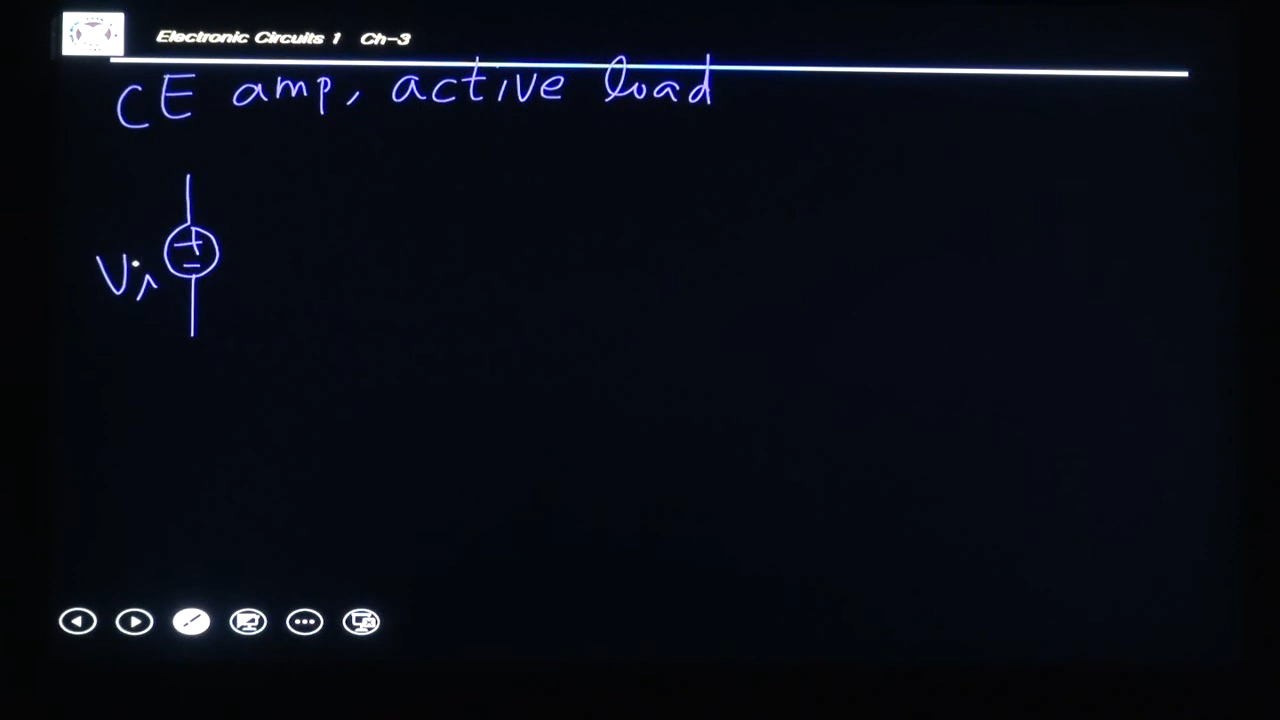 Electronic Circuits 1 Ch-3
CE amp, active load
+
Vi
-